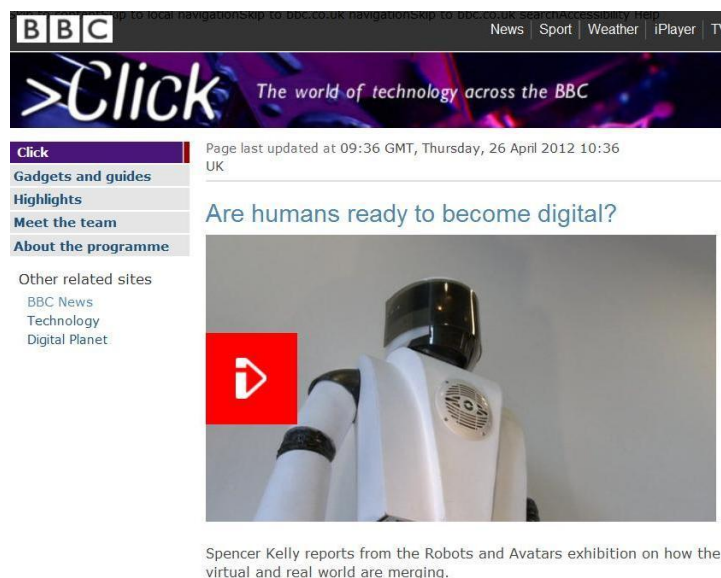 Skip to contentSkip to local navigationSkip to bbc.co.uk navigationSkip to bbc.co.uk searchAccessibility Help
BBC
News Sport Weather iPlayer
>Click
The world of technology across the BBC
Click
Gadgets and guides
Highlights
Meet the team
About the programme
Other related sites
BBC News
Technology
Digital Planet
Page last updated at 09:36 GMT, Thursday, 26 April 2012 10:36
UK
Are humans ready to become digital?
Spencer Kelly reports from the Robots and Avatars exhibition on how the
virtual and real world are merging.